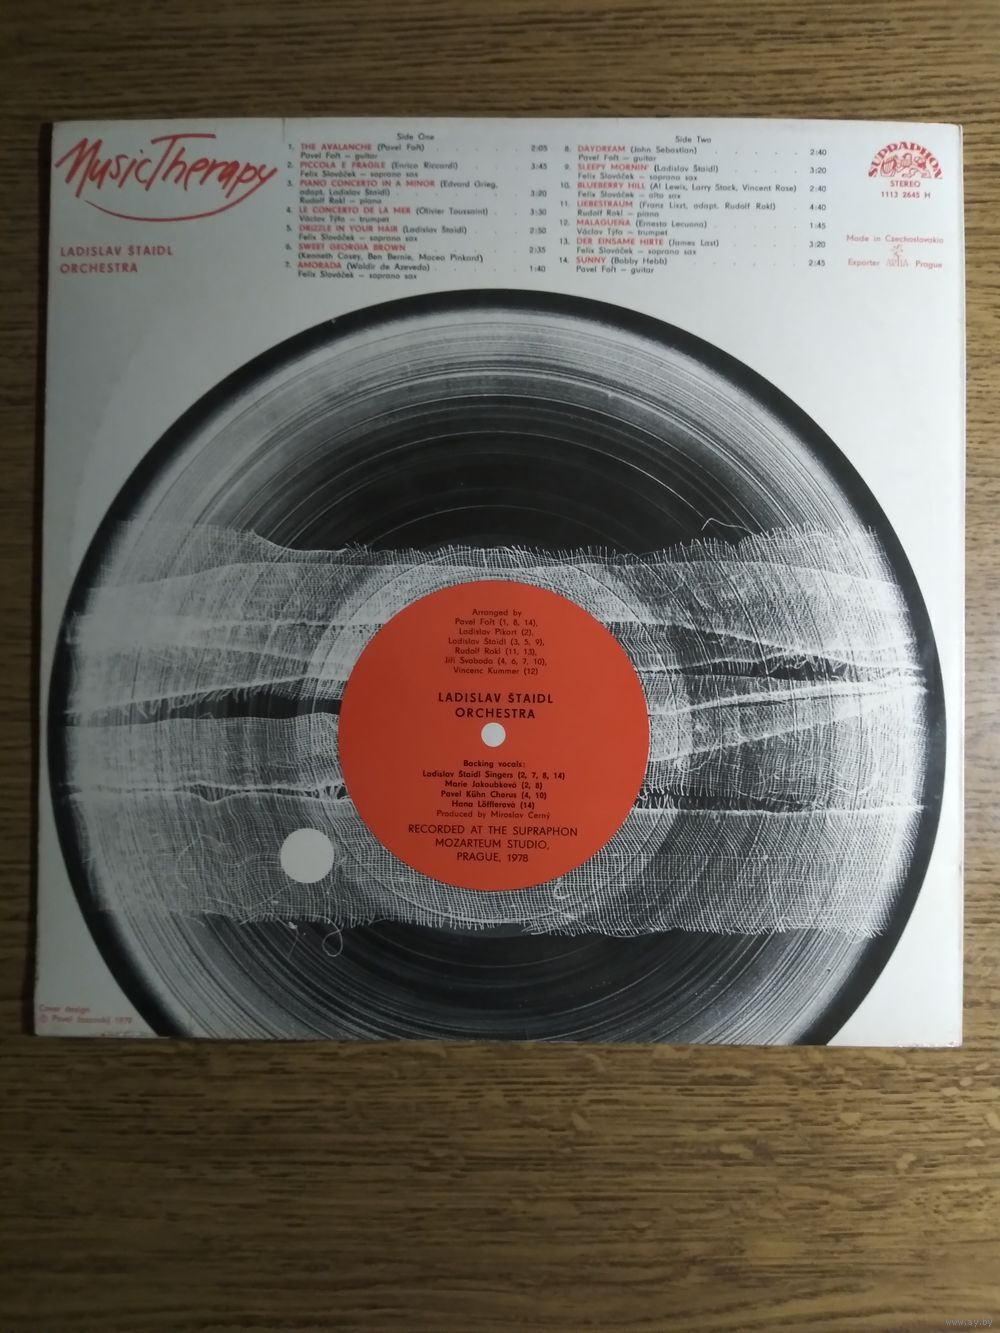 Music Therapy
LADISLAV ŠTAIDL
ORCHESTRA
Side One
1. THE AVALANCHE (Pavel Fořt) 2:05
Pavel Fořt – guitar
2. PICCOLA E FRAGILE (Enrico Riccardi) 3:45
Felix Slováček – soprano sax
3. PIANO CONCERTO IN A MINOR (Edvard Grieg,
adapt. Ladislav Štaidl) 3:20
Rudolf Rokl – piano
4. LE CONCERTO DE LA MER (Olivier Toussaint) 3:30
Václav Týfa – trumpet
5. DRIZZLE IN YOUR HAIR (Ladislav Štaidl) 2:50
Felix Slováček – soprano sax
6. SWEET GEORGIA BROWN
(Kenneth Casey, Ben Bernie, Maceo Pinkard) 2:35
7. AMORADA (Waldir de Azevedo) 1:40
Felix Slováček – soprano sax
Side Two
8. DAYDREAM (John Sebastian) 2:40
Pavel Fořt – guitar
9. SLEEPY MORNIN' (Ladislav Štaidl) 3:20
Felix Slováček – soprano sax
10. BLUEBERRY HILL (Al Lewis, Larry Stock, Vincent Rose) 2:40
Felix Slováček – alto sax
11. LIEBESTRAUM (Franz Liszt, adapt. Rudolf Rokl) 4:40
Rudolf Rokl – piano
12. MALAGUEÑA (Ernesto Lecuona) 1:45
Václav Týfa – trumpet
13. DER EINSAME HIRTE (James Last) 3:20
Felix Slováček – soprano sax
14. SUNNY (Bobby Hebb) 2:45
Pavel Fořt – guitar
SUPRAPHON
STEREO
1113 2645 H
Made in Czechoslovakia
Exporter ARTIA Prague
Arranged by
Pavel Fořt (1, 8, 14),
Ladislav Pikart (2),
Ladislav Štaidl (3, 5, 9),
Rudolf Rokl (11, 13),
Jiří Svoboda (4, 6, 7, 10),
Vincenc Kummer (12)
LADISLAV ŠTAIDL
ORCHESTRA
Backing vocals:
Ladislav Štaidl Singers (2, 7, 8, 14)
Marie Jakoubková (2, 8)
Pavel Kühn Chorus (4, 10)
Hana Löfflerová (14)
Produced by Miroslav Černý
RECORDED AT THE SUPRAPHON
MOZARTEUM STUDIO,
PRAGUE, 1978
Cover design
© Pavel 1979
www.ay.by